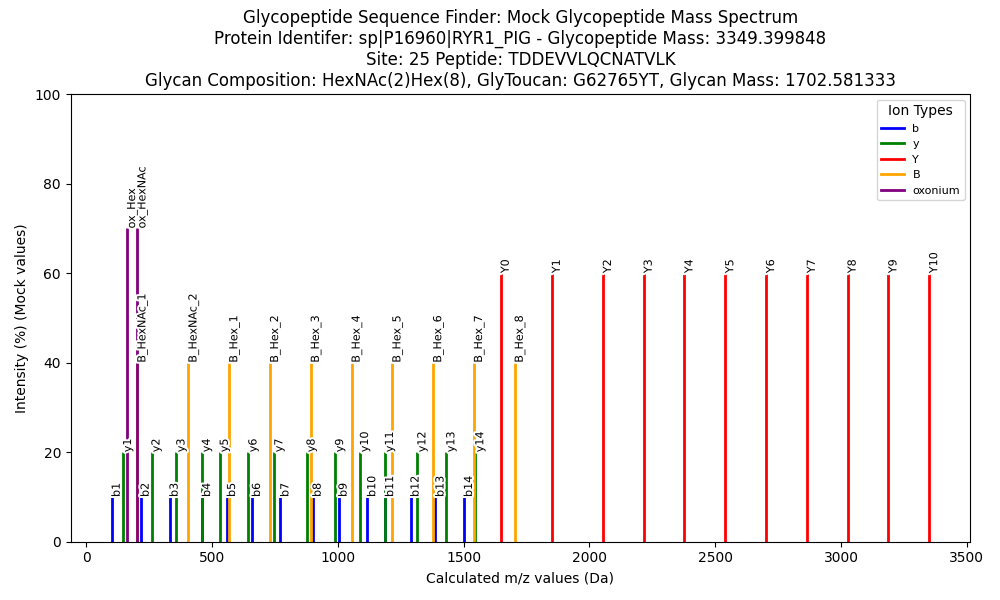 Glycopeptide Sequence Finder: Mock Glycopeptide Mass Spectrum
Protein Identifer: sp|P16960|RYR1_PIG - Glycopeptide Mass: 3349.399848
Site: 25 Peptide: TDDEVVLQCNATVLK
Glycan Composition: HexNAc(2)Hex(8), GlyToucan: G62765YT, Glycan Mass: 1702.581333
Intensity (%) (Mock values)
100
80
60
40
20
0
Ion Types
b
y
Y
B
oxonium
ox_Hex
ox_HexNAc
Y0
Y1
Y2
Y3
Y4
Y5
Y6
Y7
Y8
Y9
Y10
B_HexNAc_1
B_HexNAc_2
B_Hex_1
B_Hex_2
B_Hex_3
B_Hex_4
B_Hex_5
B_Hex_6
B_Hex_7
B_Hex_8
y1
y2
y3
y4
y5
y6
y7
y8
y9
y10
y11
y12
y13
y14
b1
b2
b3
b4
b5
b6
b7
b8
b9
b10
b11
b12
b13
b14
0
500
1000
1500
2000
2500
3000
3500
Calculated m/z values (Da)